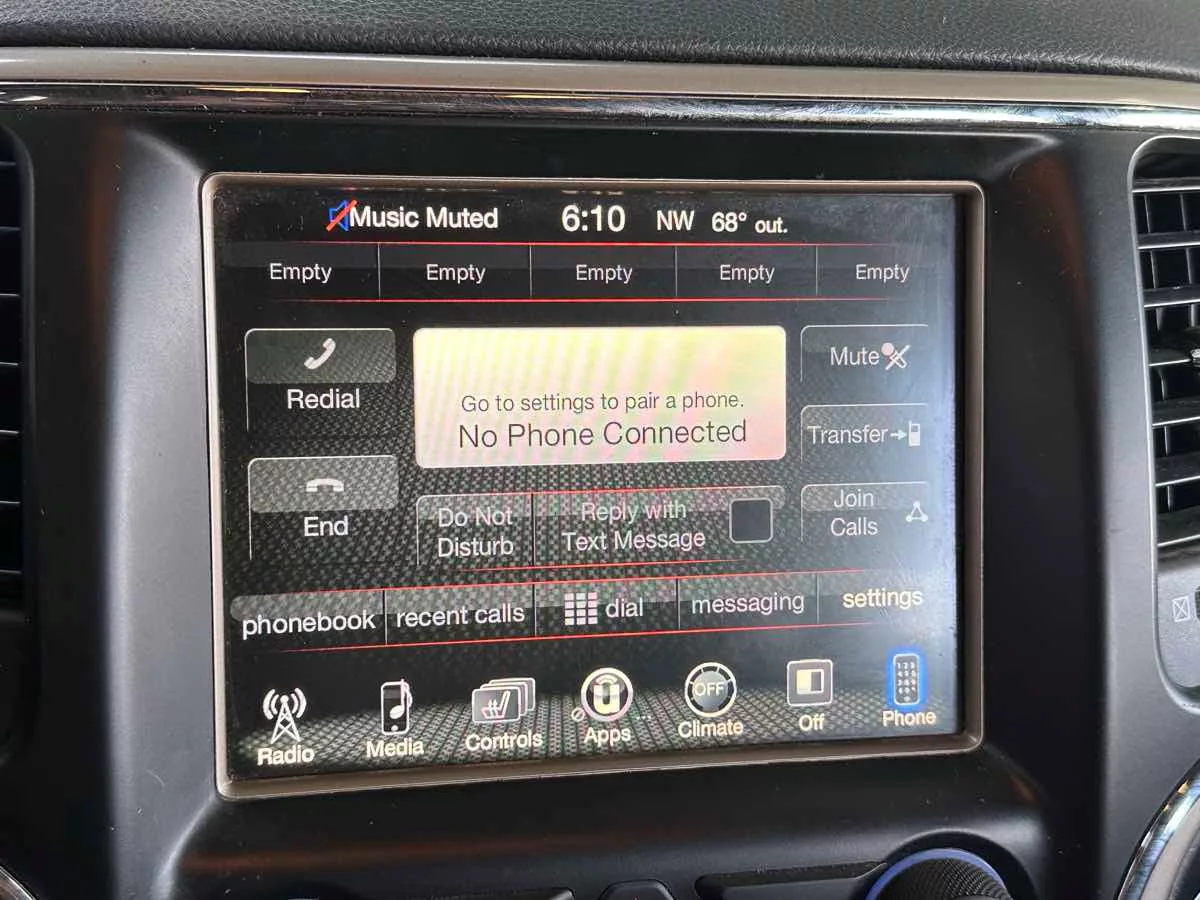 Music Muted 6:10 NW 68° out.
Empty Empty Empty Empty Empty
Redial
Go to settings to pair a phone.
No Phone Connected
Mute
Transfer
End
Do Not
Disturb
Reply with
Text Message
Join
Calls
phonebook recent calls dial messaging settings
OFF
Radio Media Controls Apps Climate Off Phone